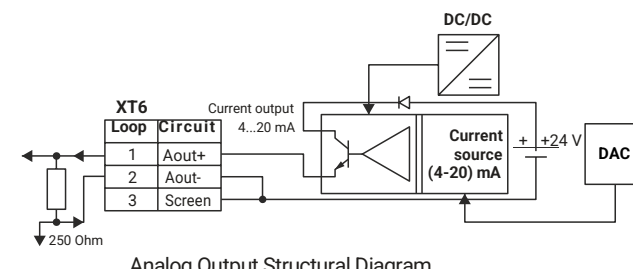 DC/DC
XT6
Loop Circuit
1 Aout+
2 Aout-
3 Screen
Current output
4...20 mA
Current
source
(4-20) mA
+ +24 V
DAC
250 Ohm
Analog Output Structural Diagram